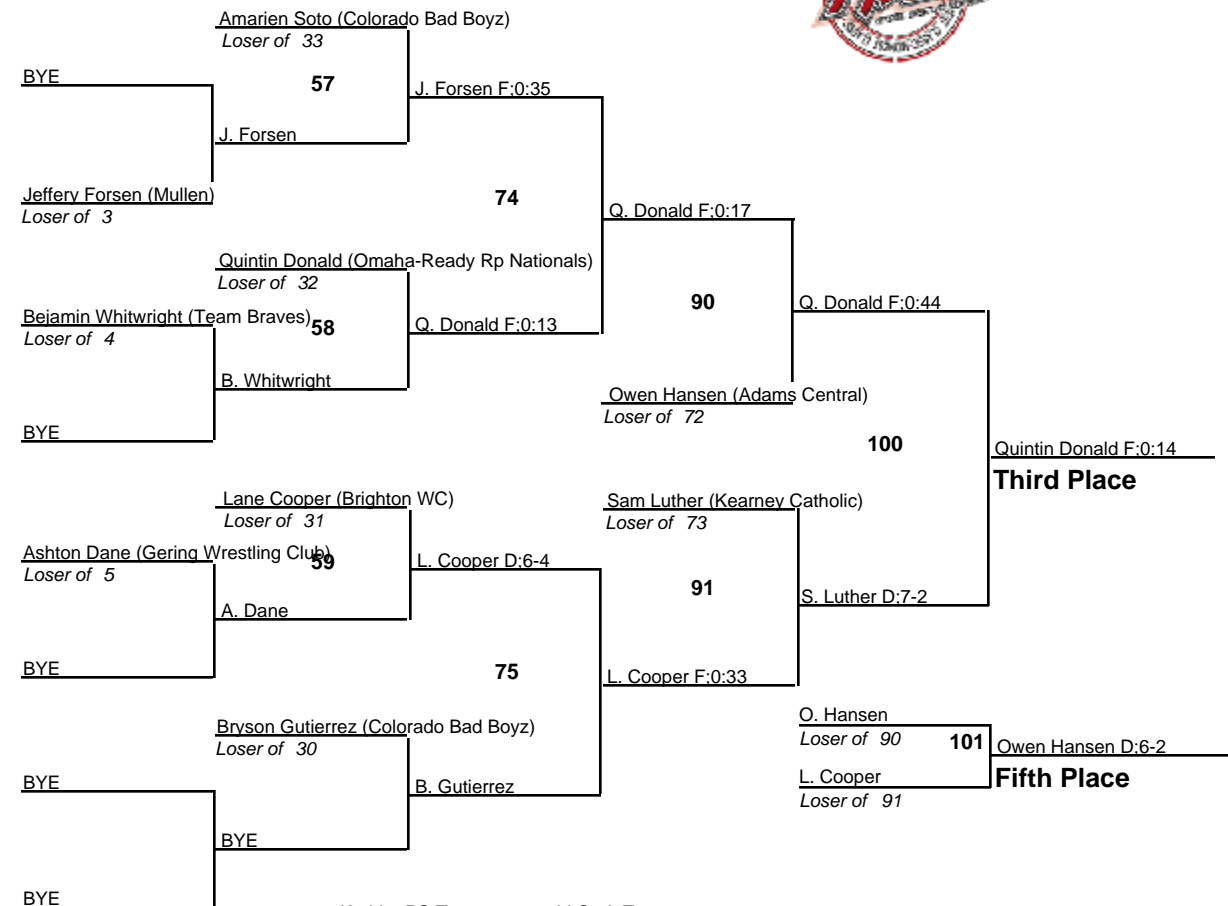 Amarien Soto (Colorado Bad Boyz)
Loser of 33
BYE
57
J. Forsen F;0:35
J. Forsen
Jeffery Forsen (Mullen)
Loser of 3
74
Q. Donald F;0:17
Quintin Donald (Omaha-Ready Rp Nationals)
Loser of 32
Bejamin Whitwright (Team Braves)
Loser of 4
58
Q. Donald F;0:13
90
Q. Donald F;0:44
B. Whitwright
Owen Hansen (Adams Central)
Loser of 72
BYE
100
Quintin Donald F;0:14
Third Place
Lane Cooper (Brighton WC)
Loser of 31
Sam Luther (Kearney Catholic)
Loser of 73
Ashton Dane (Gering Wrestling Club)
Loser of 5
59
L. Cooper D;6-4
91
S. Luther D;7-2
A. Dane
BYE
75
L. Cooper F;0:33
Bryson Gutierrez (Colorado Bad Boyz)
Loser of 30
O. Hansen
Loser of 90
101
Owen Hansen D;6-2
Fifth Place
L. Cooper
Loser of 91
BYE
B. Gutierrez
BYE
BYE